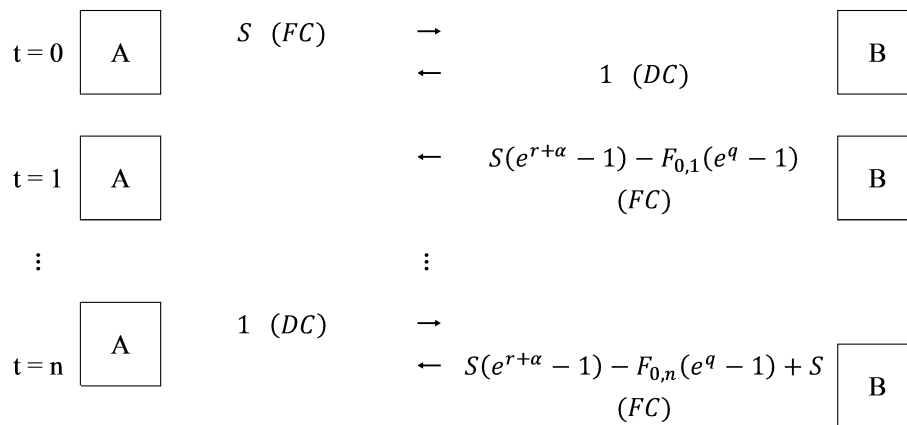 t = 0 A S (FC) → B
← 1 (DC)
t = 1 A ← S(e^{r+α} − 1) − F_{0,1}(e^q − 1) B
(FC)
⋮ ⋮
t = n A 1 (DC) →
← S(e^{r+α} − 1) − F_{0,n}(e^q − 1) + S B
(FC)